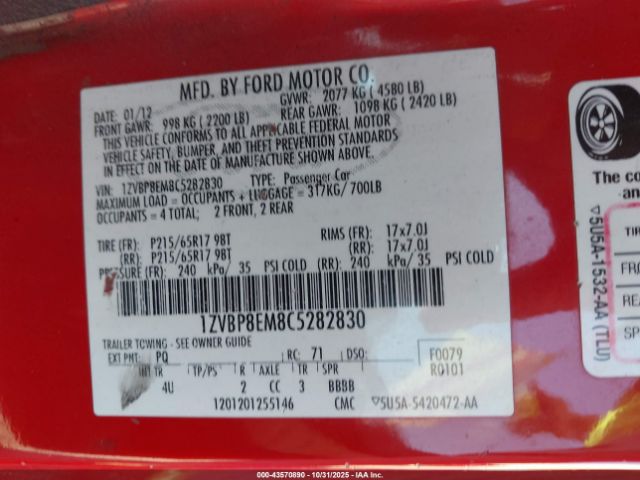 MFD. BY FORD MOTOR CO.
DATE: 01/12
GVWR: 2077 KG ( 4580 LB)
FRONT GAWR: 998 KG ( 2200 LB)
REAR GAWR: 1098 KG ( 2420 LB)
THIS VEHICLE CONFORMS TO ALL APPLICABLE FEDERAL MOTOR
VEHICLE SAFETY, BUMPER, AND THEFT PREVENTION STANDARDS
IN EFFECT ON THE DATE OF MANUFACTURE SHOWN ABOVE.
VIN: 1ZVBP8EM8C5282830 TYPE: Passenger Car
MAXIMUM LOAD = OCCUPANTS + LUGGAGE = 317KG/700LB
OCCUPANTS = 4 TOTAL; 2 FRONT, 2 REAR
TIRE (FR): P215/65R17 98T RIMS (FR): 17x7.0J
(RR): P215/65R17 98T (RR): 17x7.0J
PRESSURE (FR): 240 kPa/ 35 PSI COLD (RR): 240 kPa/ 35 PSI COLD
1ZVBP8EM8C5282830
TRAILER TOWING - SEE OWNER GUIDE
EXT PNT: PQ RC: 71 DSO: F0079
R0101
INT TR TP/PS R AXLE TR SPR
4U 2 CC 3 BBBB
1201201255146 CMC ▽5U5A-5420472-AA
The co
an
TIR
FRO
REA
SP
▽5U5A-1532-AA (TLU)
000-43570890 - 10/31/2025 - © IAA Inc.